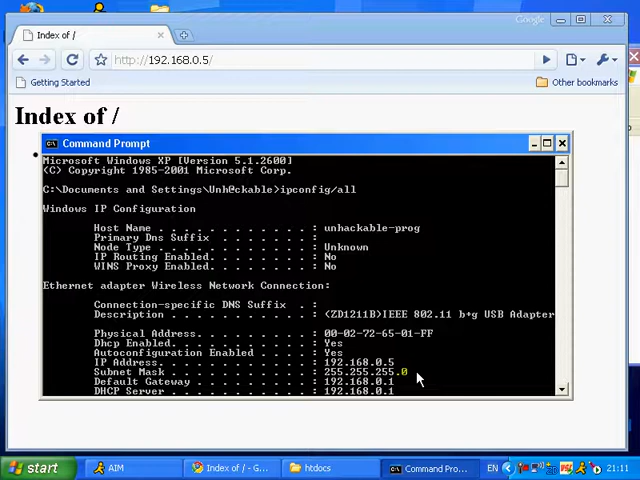 Google
Index of /
http://192.168.0.5/
Getting Started
Other bookmarks
Index of /
Command Prompt
Microsoft Windows XP [Version 5.1.2600]
(C) Copyright 1985-2001 Microsoft Corp.
C:\Documents and Settings\Unh@ckable>ipconfig/all
Windows IP Configuration
Host Name . . . . . . . . . . . . : unhackable-prog
Primary Dns Suffix . . . . . . . :
Node Type . . . . . . . . . . . . : Unknown
IP Routing Enabled. . . . . . . . : No
WINS Proxy Enabled. . . . . . . . : No
Ethernet adapter Wireless Network Connection:
Connection-specific DNS Suffix . :
Description . . . . . . . . . . . : (ZD1211B)IEEE 802.11 b+g USB Adapter
Physical Address. . . . . . . . . : 00-02-72-65-01-FF
Dhcp Enabled. . . . . . . . . . . : Yes
Autoconfiguration Enabled . . . . : Yes
IP Address. . . . . . . . . . . . : 192.168.0.5
Subnet Mask . . . . . . . . . . . : 255.255.255.0
Default Gateway . . . . . . . . . : 192.168.0.1
DHCP Server . . . . . . . . . . . : 192.168.0.1
start
AIM
Index of / - G...
htdocs
Command Pro...
EN
21:11